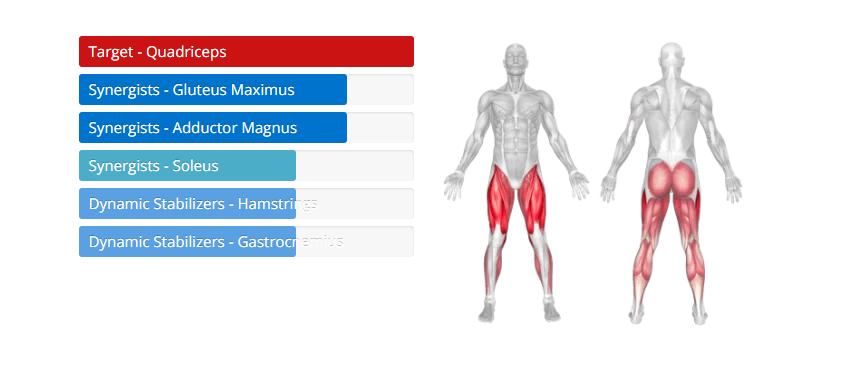 Target - Quadriceps
Synergists - Gluteus Maximus
Synergists - Adductor Magnus
Synergists - Soleus
Dynamic Stabilizers - Hamstrings
Dynamic Stabilizers - Gastrocnemius